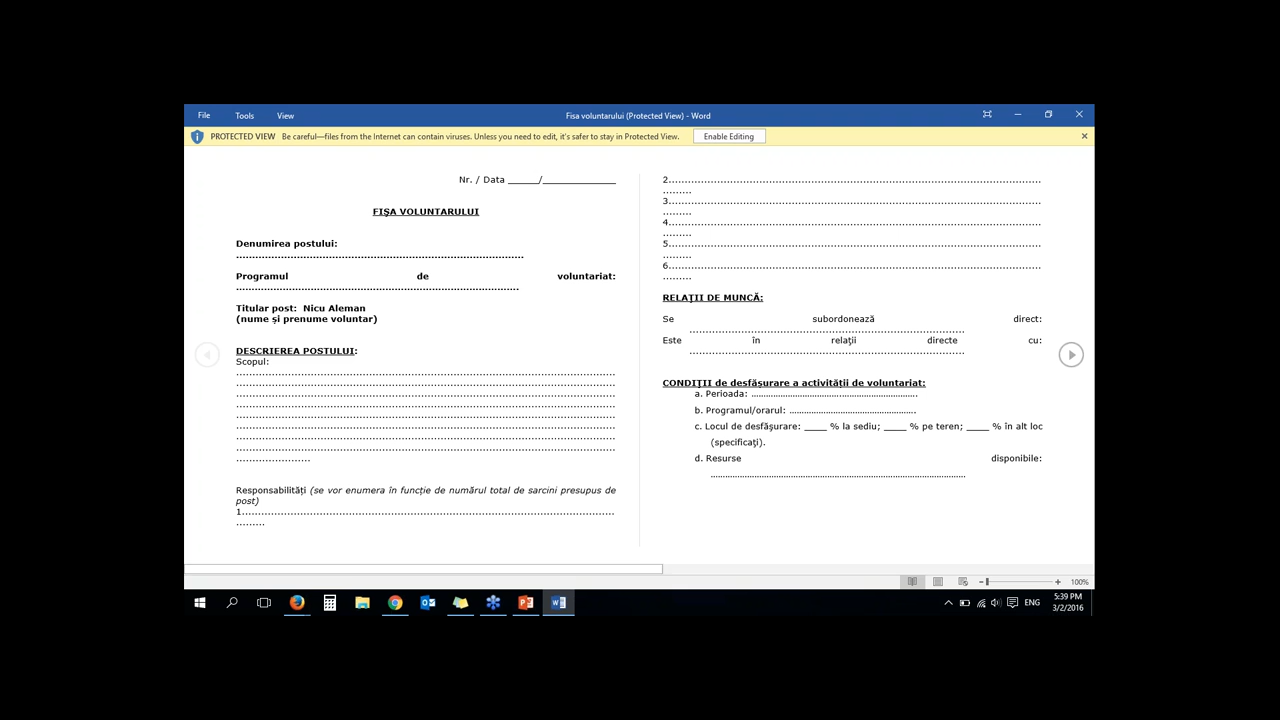 File Tools View Fisa voluntarului (Protected View) - Word
PROTECTED VIEW Be careful—files from the Internet can contain viruses. Unless you need to edit, it's safer to stay in Protected View. Enable Editing
Nr. / Data ______/______________
FIŞA VOLUNTARULUI
Denumirea postului:
................................................................................................
Programul de voluntariat:
..............................................................................................
Titular post: Nicu Aleman
(nume și prenume voluntar)
DESCRIEREA POSTULUI:
Scopul:
................................................................................................
................................................................................................
................................................................................................
................................................................................................
................................................................................................
................................................................................................
................................................................................................
................................................................................................
.......................
Responsabilități (se vor enumera în funcție de numărul total de sarcini presupus de
post)
1...............................................................................................
.........
2...............................................................................................
.........
3...............................................................................................
.........
4...............................................................................................
.........
5...............................................................................................
.........
6...............................................................................................
.........
RELAŢII DE MUNCĂ:
Se subordonează direct:
....................................................................................
Este în relaţii directe cu:
....................................................................................
CONDIŢII de desfăşurare a activităţii de voluntariat:
a. Perioada: ..............................................................
b. Programul/orarul: ...............................................
c. Locul de desfăşurare: ____ % la sediu; ____ % pe teren; ____ % în alt loc
(specificaţi).
d. Resurse disponibile:
................................................................................................
100%
ENG 5:39 PM
3/2/2016